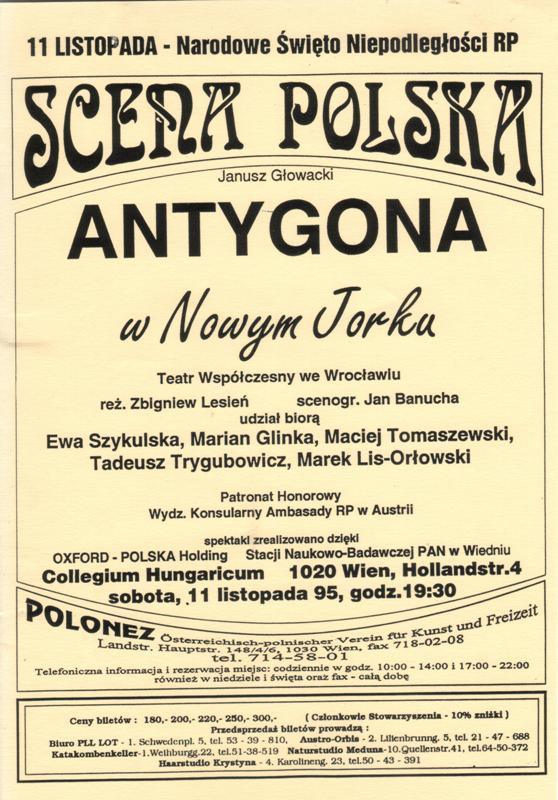 11 LISTOPADA - Narodowe Święto Niepodległości RP
SCENA POLSKA
Janusz Głowacki
ANTYGONA
w Nowym Jorku
Teatr Współczesny we Wrocławiu
reż. Zbigniew Lesień scenogr. Jan Banucha
udział biorą
Ewa Szykulska, Marian Glinka, Maciej Tomaszewski,
Tadeusz Trygubowicz, Marek Lis-Orłowski
Patronat Honorowy
Wydz. Konsularny Ambasady RP w Austrii
spektakl zrealizowano dzięki
OXFORD - POLSKA Holding Stacji Naukowo-Badawczej PAN w Wiedniu
Collegium Hungaricum 1020 Wien, Hollandstr.4
sobota, 11 listopada 95, godz.19:30
POLONEZ Österreichisch-polnischer Verein für Kunst und Freizeit
Landstr. Hauptstr. 148/4/6, 1030 Wien, fax 718-02-08
tel. 714-58-01
Telefoniczna informacja i rezerwacja miejsc: codziennie w godz. 10:00 - 14:00 i 17:00 - 22:00
również w niedziele i święta oraz fax - całą dobę
Ceny biletów : 180,- 200,- 220,- 250,- 300,- ( Członkowie Stowarzyszenia - 10% zniżki )
Przedsprzedaż biletów prowadzą :
Biuro PLL LOT - 1. Schwedenpl. 5, tel. 53 - 39 - 810, Austro-Orbis - 2. Lilienbrunng. 5, tel. 21 - 47 - 688
Katakombenkeller-1.Weihburgg.22, tel.51-38-519 Naturstudio Meduna-10.Quellenstr.41, tel.64-50-372
Haarstudio Krystyna - 4. Karolineng. 23, tel.50 - 43 - 391